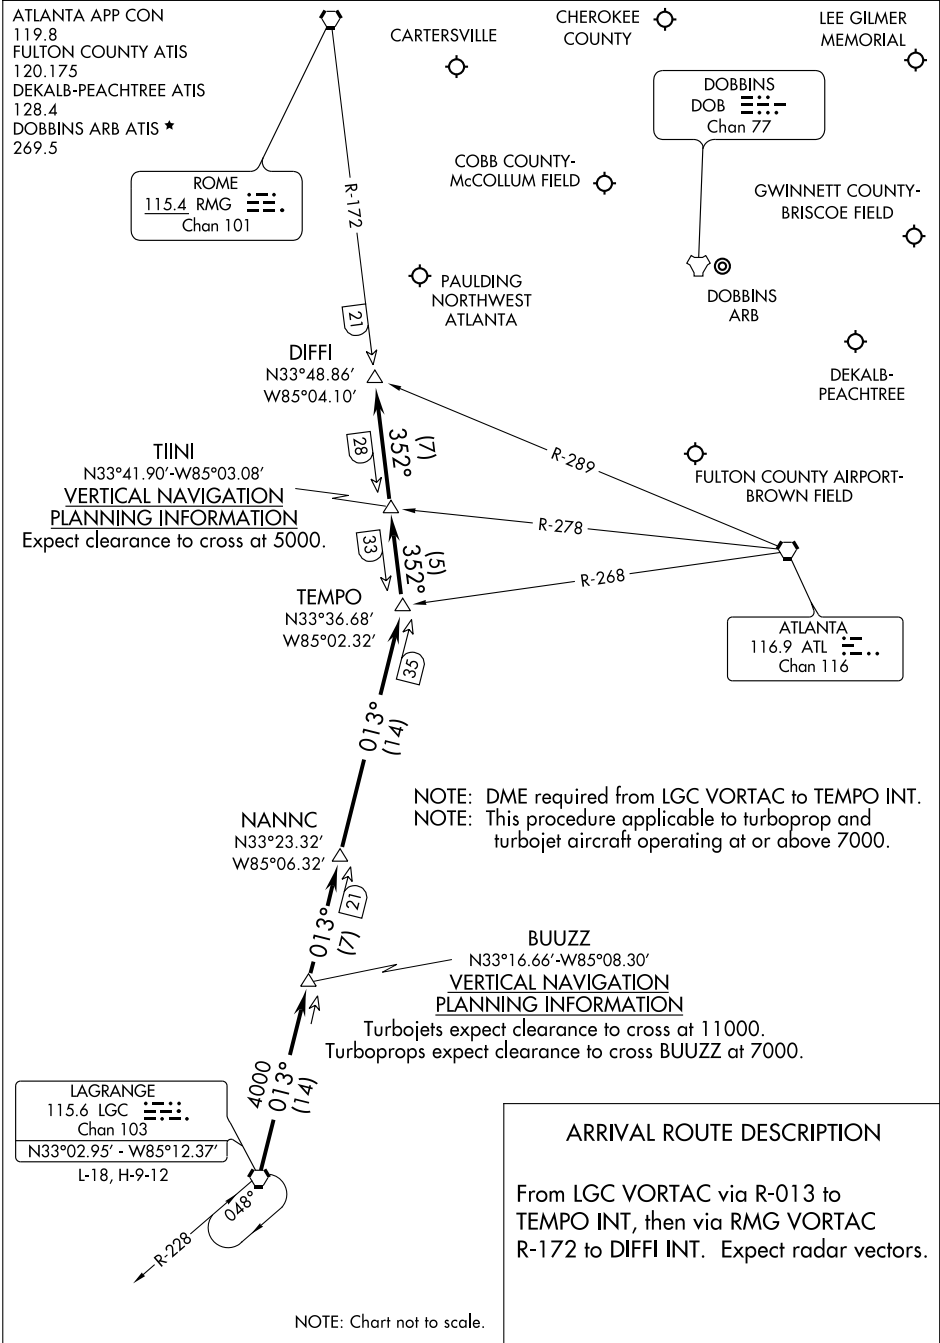 ATLANTA APP CON
119.8
FULTON COUNTY ATIS
120.175
DEKALB-PEACHTREE ATIS
128.4
DOBBINS ARB ATIS ★
269.5
CARTERSVILLE
CHEROKEE
COUNTY
LEE GILMER
MEMORIAL
DOBBINS
DOB
Chan 77
ROME
115.4 RMG
Chan 101
COBB COUNTY-
McCOLLUM FIELD
GWINNETT COUNTY-
BRISCOE FIELD
R-172
PAULDING
NORTHWEST
ATLANTA
DOBBINS
ARB
21
DIFFI
N33°48.86'
W85°04.10'
DEKALB-
PEACHTREE
352°
(7)
28
R-289
FULTON COUNTY AIRPORT-
BROWN FIELD
TIINI
N33°41.90'-W85°03.08'
VERTICAL NAVIGATION
PLANNING INFORMATION
Expect clearance to cross at 5000.
R-278
33
352°
(5)
R-268
TEMPO
N33°36.68'
W85°02.32'
ATLANTA
116.9 ATL
Chan 116
35
013°
(14)
NOTE: DME required from LGC VORTAC to TEMPO INT.
NOTE: This procedure applicable to turboprop and
turbojet aircraft operating at or above 7000.
NANNC
N33°23.32'
W85°06.32'
21
013°
(7)
BUUZZ
N33°16.66'-W85°08.30'
VERTICAL NAVIGATION
PLANNING INFORMATION
Turbojets expect clearance to cross at 11000.
Turboprops expect clearance to cross BUUZZ at 7000.
4000
013°
(14)
LAGRANGE
115.6 LGC
Chan 103
N33°02.95' - W85°12.37'
L-18, H-9-12
048°
R-228
ARRIVAL ROUTE DESCRIPTION
From LGC VORTAC via R-013 to
TEMPO INT, then via RMG VORTAC
R-172 to DIFFI INT. Expect radar vectors.
NOTE: Chart not to scale.